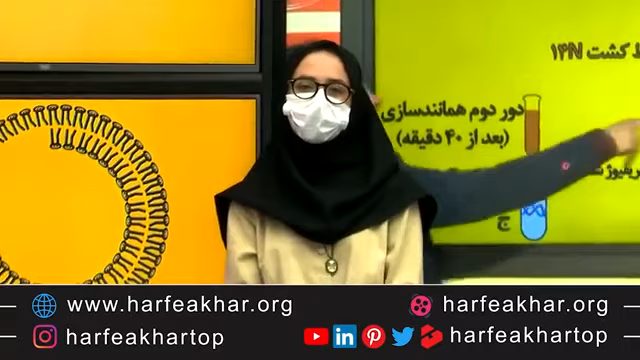 کشت ۱۴N
دور دوم همانندسازی
(بعد از ۴۰ دقیقه)
ج
www.harfeakhar.org
harfeakhar.org
harfeakhartop
harfeakhartop